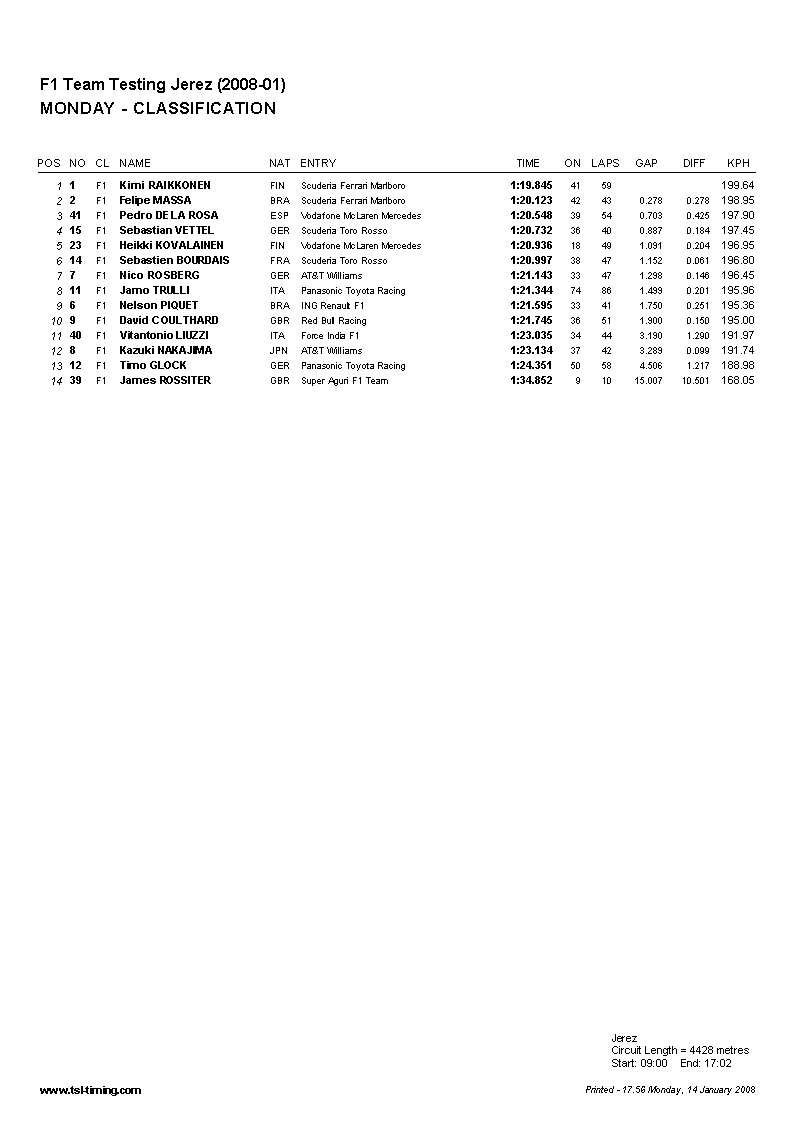 F1 Team Testing Jerez (2008-01)
MONDAY - CLASSIFICATION
POS NO CL NAME NAT ENTRY TIME ON LAPS GAP DIFF KPH
1 1 F1 Kimi RAIKKONEN FIN Scuderia Ferrari Marlboro 1:19.845 41 59 199.64
2 2 F1 Felipe MASSA BRA Scuderia Ferrari Marlboro 1:20.123 42 43 0.278 0.278 198.95
3 41 F1 Pedro DE LA ROSA ESP Vodafone McLaren Mercedes 1:20.548 39 54 0.703 0.425 197.90
4 15 F1 Sebastian VETTEL GER Scuderia Toro Rosso 1:20.732 36 40 0.887 0.184 197.45
5 23 F1 Heikki KOVALAINEN FIN Vodafone McLaren Mercedes 1:20.936 18 49 1.091 0.204 196.95
6 14 F1 Sebastien BOURDAIS FRA Scuderia Toro Rosso 1:20.997 38 47 1.152 0.061 196.80
7 7 F1 Nico ROSBERG GER AT&T Williams 1:21.143 33 47 1.298 0.146 196.45
8 11 F1 Jarno TRULLI ITA Panasonic Toyota Racing 1:21.344 74 86 1.499 0.201 195.96
9 6 F1 Nelson PIQUET BRA ING Renault F1 1:21.595 33 41 1.750 0.251 195.36
10 9 F1 David COULTHARD GBR Red Bull Racing 1:21.745 36 51 1.900 0.150 195.00
11 40 F1 Vitantonio LIUZZI ITA Force India F1 1:23.035 34 44 3.190 1.290 191.97
12 8 F1 Kazuki NAKAJIMA JPN AT&T Williams 1:23.134 37 42 3.289 0.099 191.74
13 12 F1 Timo GLOCK GER Panasonic Toyota Racing 1:24.351 50 58 4.506 1.217 188.98
14 39 F1 James ROSSITER GBR Super Aguri F1 Team 1:34.852 9 10 15.007 10.501 168.05
Jerez
Circuit Length = 4428 metres
Start: 09:00 End: 17:02
www.tsl-timing.com Printed - 17:56 Monday, 14 January 2008